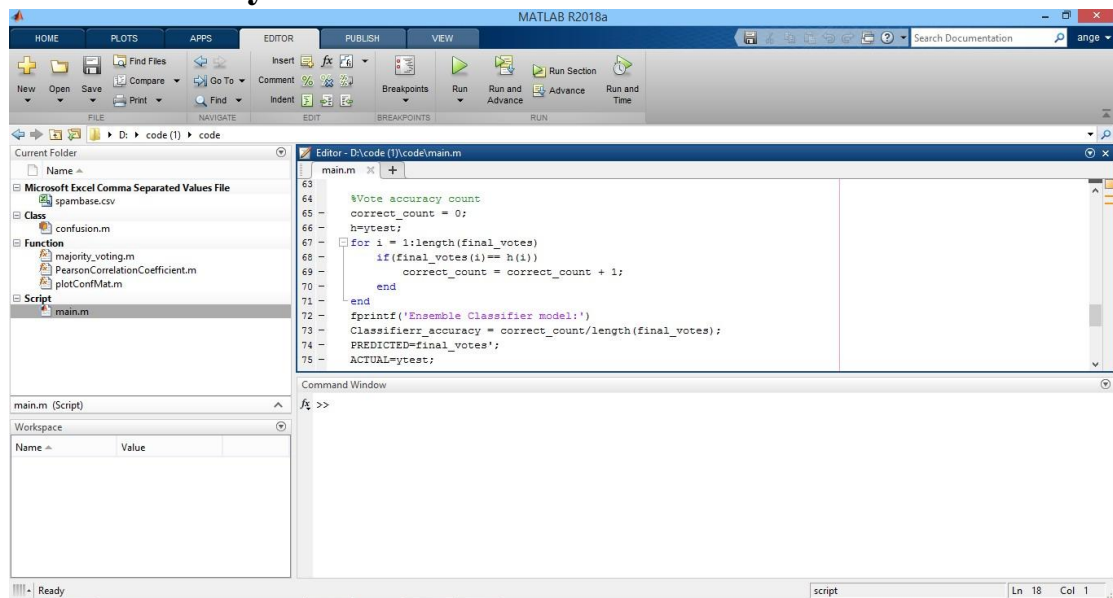 MATLAB R2018a
HOME PLOTS APPS EDITOR PUBLISH VIEW Search Documentation ange
New Open Save Find Files Compare Print Go To Find Insert Comment Indent fx Breakpoints Run Run and Advance Run Section Advance Run and Time
FILE NAVIGATE EDIT BREAKPOINTS RUN
D: code (1) code
Current Folder
Name
Microsoft Excel Comma Separated Values File
spambase.csv
Class
confusion.m
Function
majority_voting.m
PearsonCorrelationCoefficient.m
plotConfMat.m
Script
main.m
main.m (Script)
Workspace
Name Value
Editor - D:\code (1)\code\main.m
main.m
63
64 %Vote accuracy count
65 - correct_count = 0;
66 - h=ytest;
67 - for i = 1:length(final_votes)
68 - if(final_votes(i)== h(i))
69 - correct_count = correct_count + 1;
70 - end
71 - end
72 - fprintf('Ensemble Classifier model:')
73 - Classifierr_accuracy = correct_count/length(final_votes);
74 - PREDICTED=final_votes';
75 - ACTUAL=ytest;
Command Window
fx >>
Ready script Ln 18 Col 1